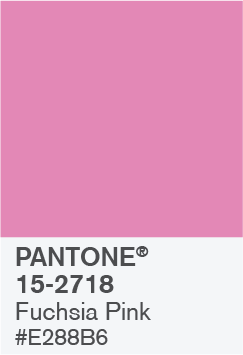 PANTONE®
15-2718
Fuchsia Pink
#E288B6